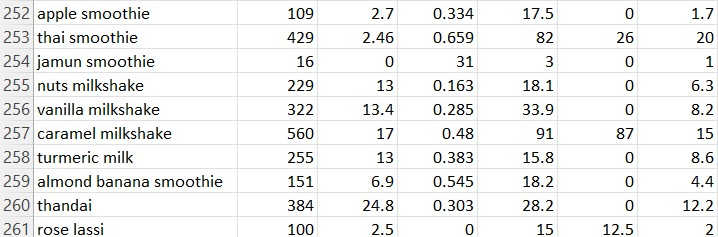 252 apple smoothie 109 2.7 0.334 17.5 0 1.7
253 thai smoothie 429 2.46 0.659 82 26 20
254 jamun smoothie 16 0 31 3 0 1
255 nuts milkshake 229 13 0.163 18.1 0 6.3
256 vanilla milkshake 322 13.4 0.285 33.9 0 8.2
257 caramel milkshake 560 17 0.48 91 87 15
258 turmeric milk 255 13 0.383 15.8 0 8.6
259 almond banana smoothie 151 6.9 0.545 18.2 0 4.4
260 thandai 384 24.8 0.303 28.2 0 12.2
261 rose lassi 100 2.5 0 15 12.5 2